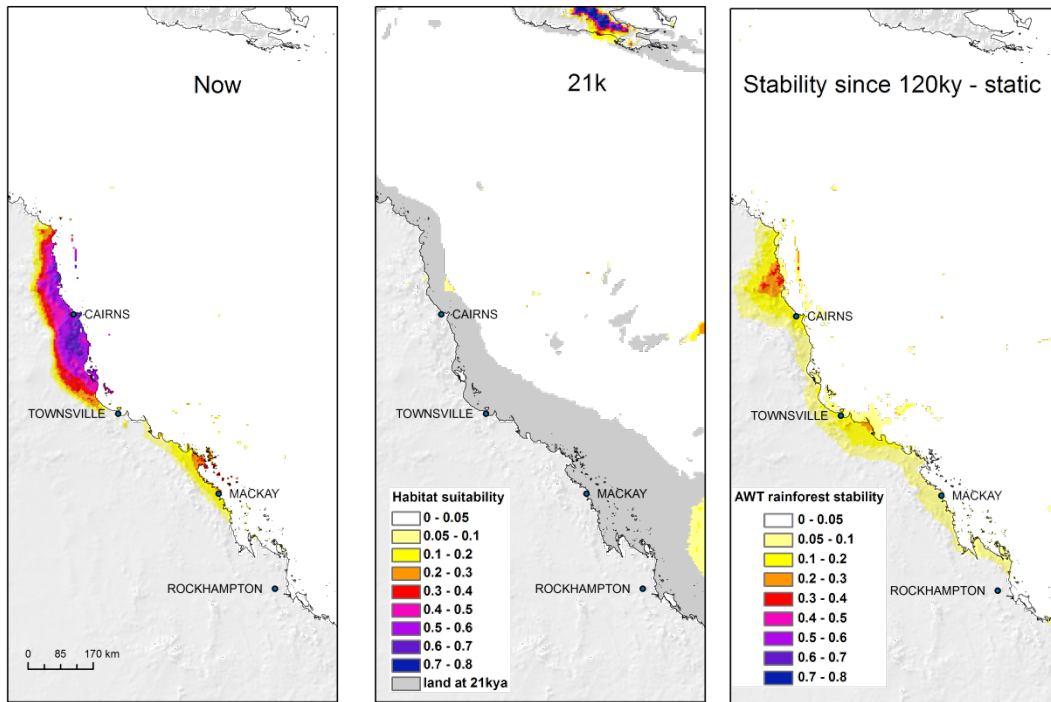 Now
CAIRNS
TOWNSVILLE
MACKAY
ROCKHAMPTON
0 85 170 km
21k
CAIRNS
TOWNSVILLE
MACKAY
ROCKHAMPTON
Habitat suitability
0 - 0.05
0.05 - 0.1
0.1 - 0.2
0.2 - 0.3
0.3 - 0.4
0.4 - 0.5
0.5 - 0.6
0.6 - 0.7
0.7 - 0.8
land at 21kya
Stability since 120ky - static
CAIRNS
TOWNSVILLE
MACKAY
ROCKHAMPTON
AWT rainforest stability
0 - 0.05
0.05 - 0.1
0.1 - 0.2
0.2 - 0.3
0.3 - 0.4
0.4 - 0.5
0.5 - 0.6
0.6 - 0.7
0.7 - 0.8